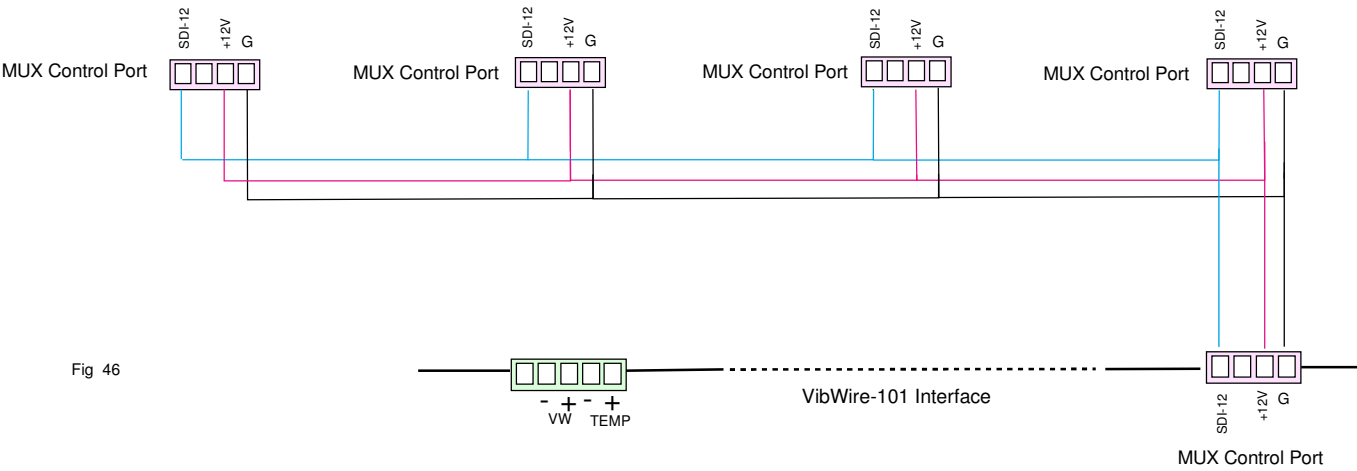 SDI-12 +12V G
SDI-12 +12V G
SDI-12 +12V G
SDI-12 +12V G
MUX Control Port
MUX Control Port
MUX Control Port
MUX Control Port
Fig 46
- + - +
VW TEMP
VibWire-101 Interface
SDI-12 +12V G
MUX Control Port